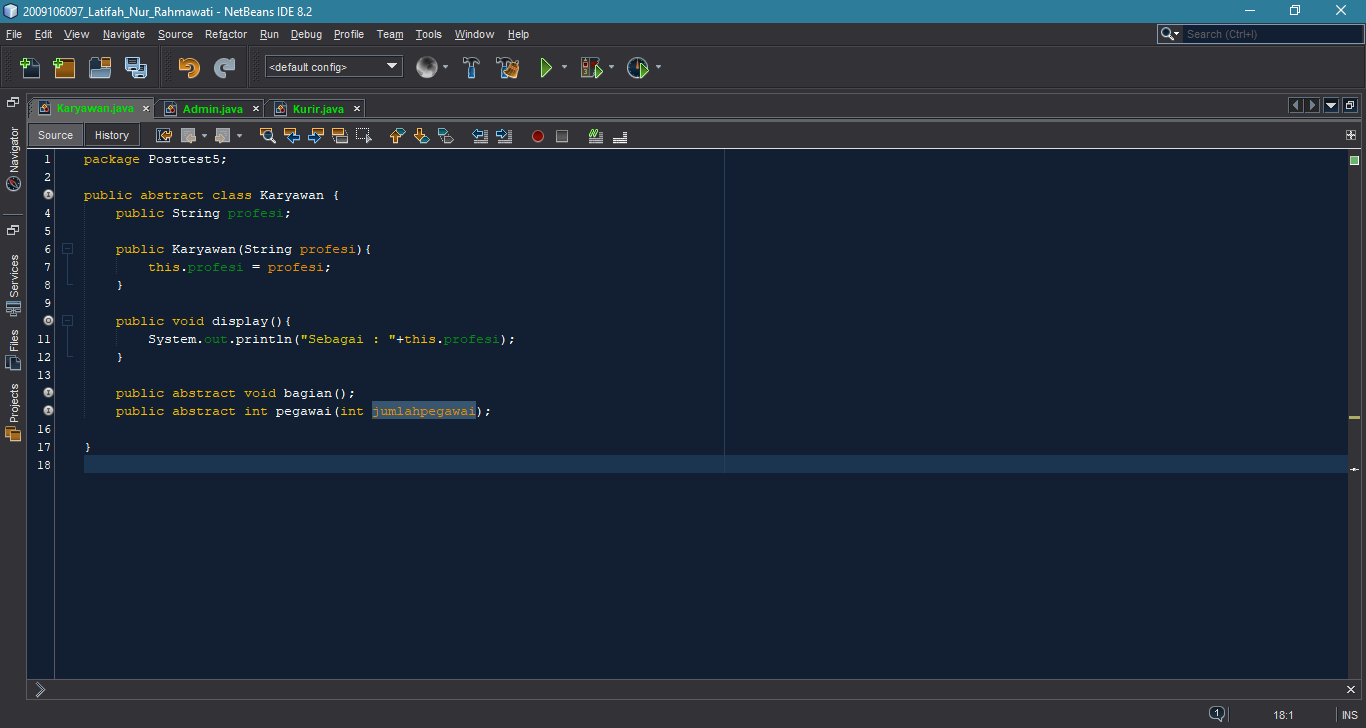 2009106097_Latifah_Nur_Rahmawati - NetBeans IDE 8.2
File Edit View Navigate Source Refactor Run Debug Profile Team Tools Window Help
Search (Ctrl+I)
<default config>
Karyawan.java Admin.java Kurir.java
Source History
Navigator
Services
Files
Projects
1 package Posttest5;
2
public abstract class Karyawan {
4 public String profesi;
5
6 public Karyawan(String profesi){
7 this.profesi = profesi;
8 }
9
public void display(){
11 System.out.println("Sebagai : "+this.profesi);
12 }
13
public abstract void bagian();
public abstract int pegawai(int jumlahpegawai);
16
17 }
18
1
18:1
INS